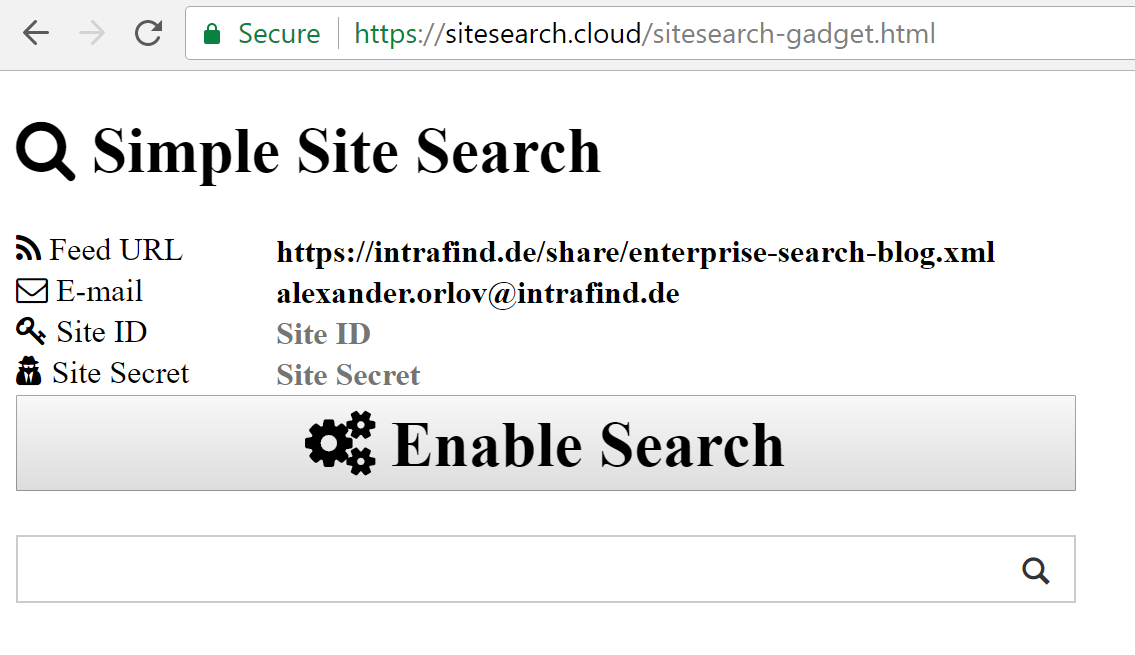 Secure https://sitesearch.cloud/sitesearch-gadget.html
Simple Site Search
Feed URL https://intrafind.de/share/enterprise-search-blog.xml
E-mail alexander.orlov@intrafind.de
Site ID Site ID
Site Secret Site Secret
Enable Search